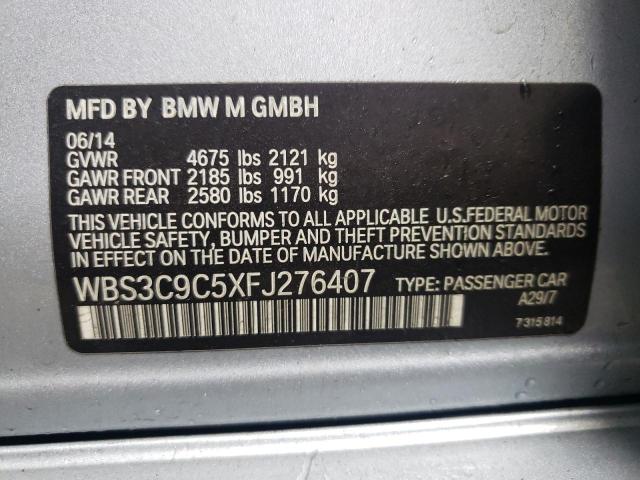 MFD BY BMW M GMBH
06/14
GVWR 4675 lbs 2121 kg
GAWR FRONT 2185 lbs 991 kg
GAWR REAR 2580 lbs 1170 kg
THIS VEHICLE CONFORMS TO ALL APPLICABLE U.S.FEDERAL MOTOR
VEHICLE SAFETY, BUMPER AND THEFT PREVENTION STANDARDS
IN EFFECT ON THE DATE OF MANUFACTURE SHOWN ABOVE.
WBS3C9C5XFJ276407 TYPE: PASSENGER CAR
A29/7
7315814